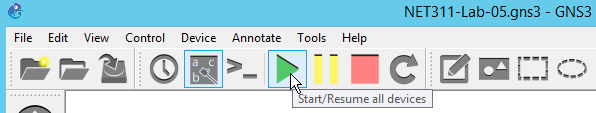 NET311-Lab-05.gns3 - GNS3
File Edit View Control Device Annotate Tools Help
a b c
>_
Start/Resume all devices